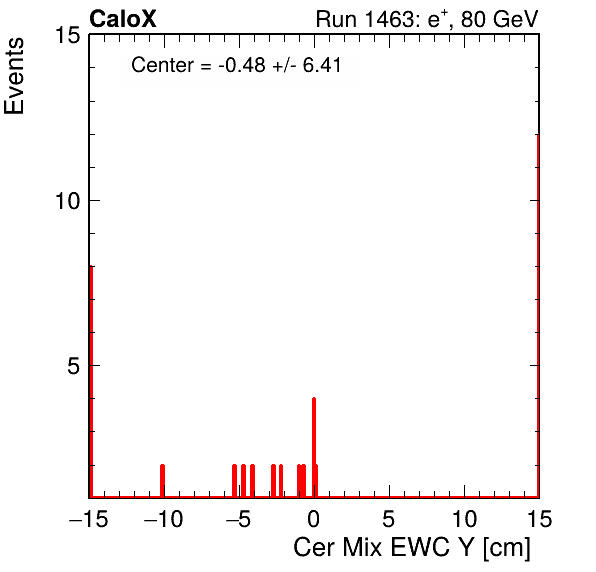 CaloX
Run 1463: e+, 80 GeV
Center = -0.48 +/- 6.41
Events
15
10
5
−15 −10 −5 0 5 10 15
Cer Mix EWC Y [cm]